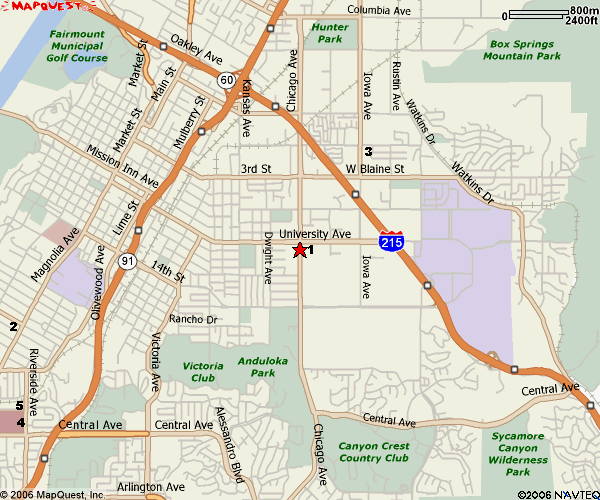 MAPQUEST
Columbia Ave
0 800m
2400ft
Fairmount
Municipal
Golf Course
Market St
Oakley Ave
Hunter
Park
Box Springs
Mountain Park
Main St
60
Kansas Ave
Chicago Ave
Iowa Ave
Rustin Ave
Market St
Mulberry St
Watkins Dr
Mission Inn Ave
3
3rd St
W Blaine St
Watkins Dr
Lime St
Magnolia Ave
University Ave
1
215
Dwight Ave
Olivewood Ave
91
14th St
Iowa Ave
2
Rancho Dr
Victoria Ave
Riverside Ave
Victoria
Club
Anduloka
Park
5
4
Central Ave
Central Ave
Central Ave
Central Ave
Alessandro Blvd
Chicago Ave
Canyon Crest
Country Club
Sycamore
Canyon
Wilderness
Park
Arlington Ave
© 2006 MapQuest, Inc.
©2006 NAVTEQ